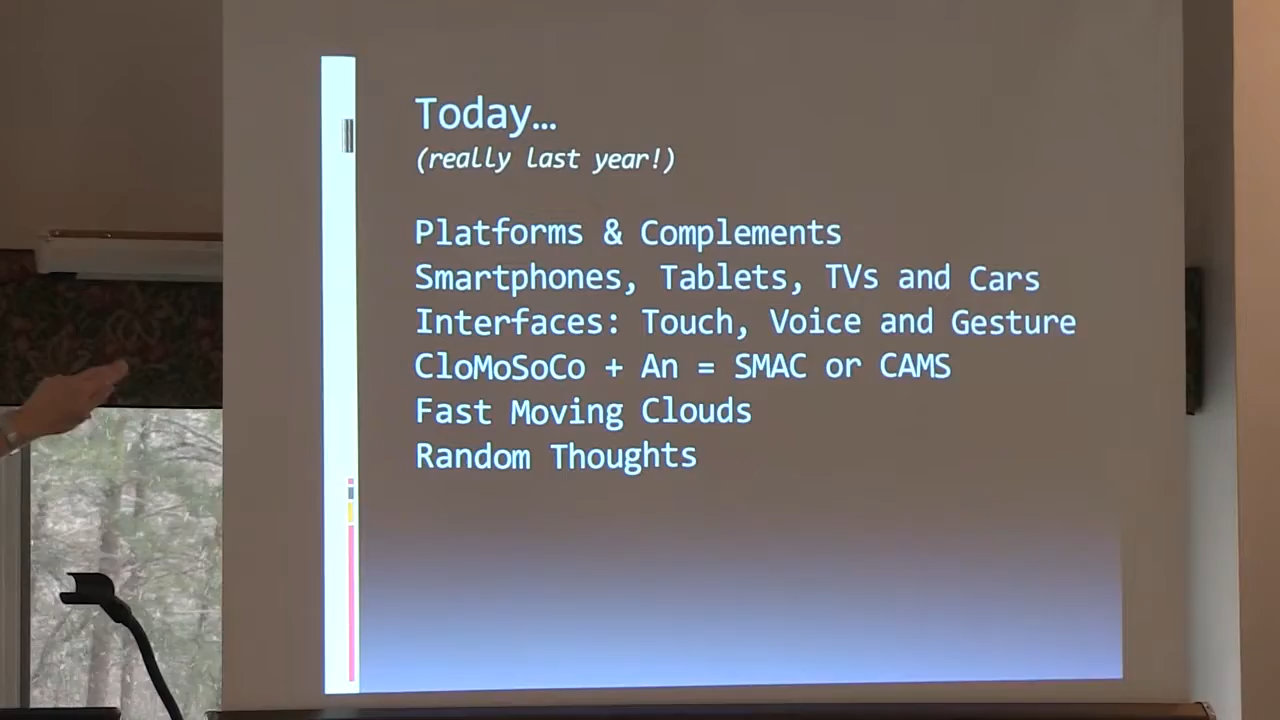 Today…
(really last year!)
Platforms & Complements
Smartphones, Tablets, TVs and Cars
Interfaces: Touch, Voice and Gesture
CloMoSoCo + An = SMAC or CAMS
Fast Moving Clouds
Random Thoughts